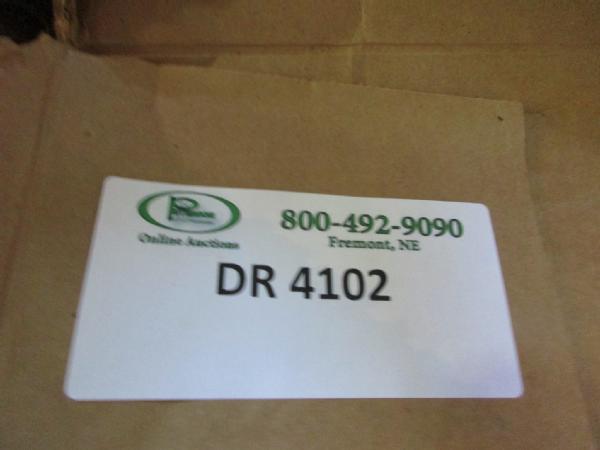 800-492-9090
Fremont, NE
Online Auctions
DR 4102